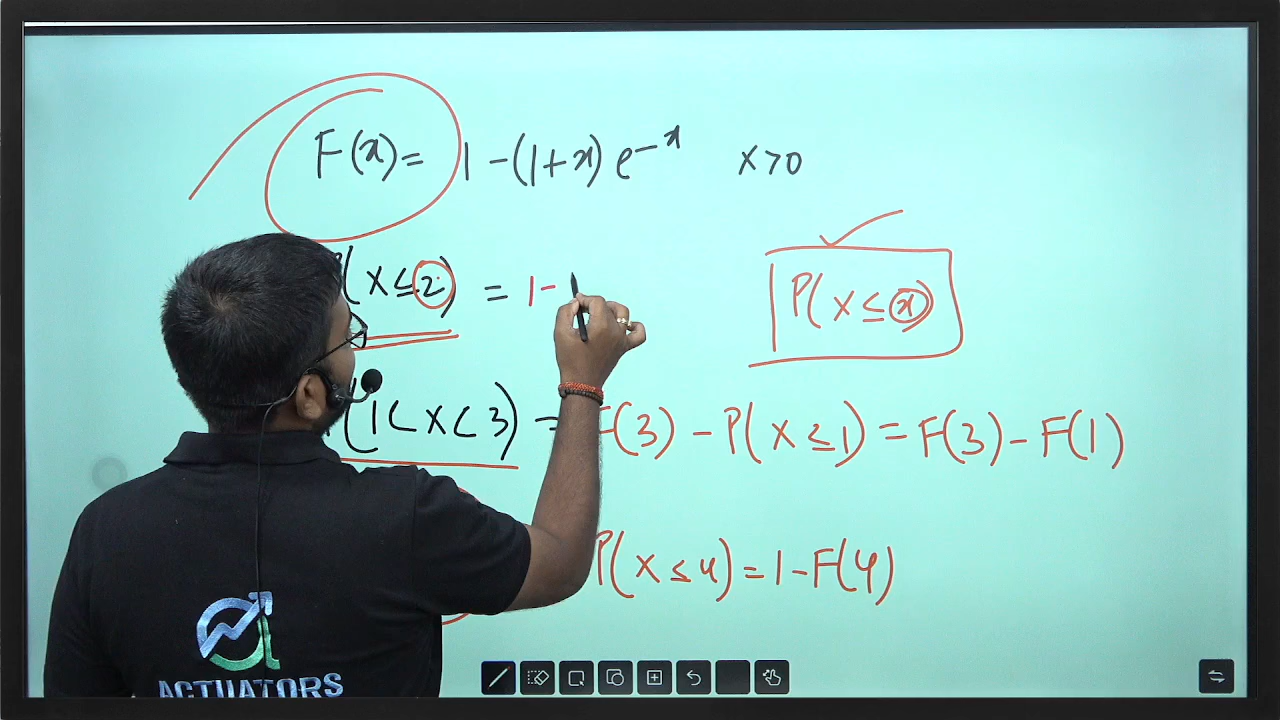 F(x) = 1 - (1+x) e^{-x} x>0
P(X≤2) = 1-
P(X≤x)
(1<X<3) = F(3) - P(X≤1) = F(3) - F(1)
P(X≤4) = 1 - F(4)
ACTUATORS